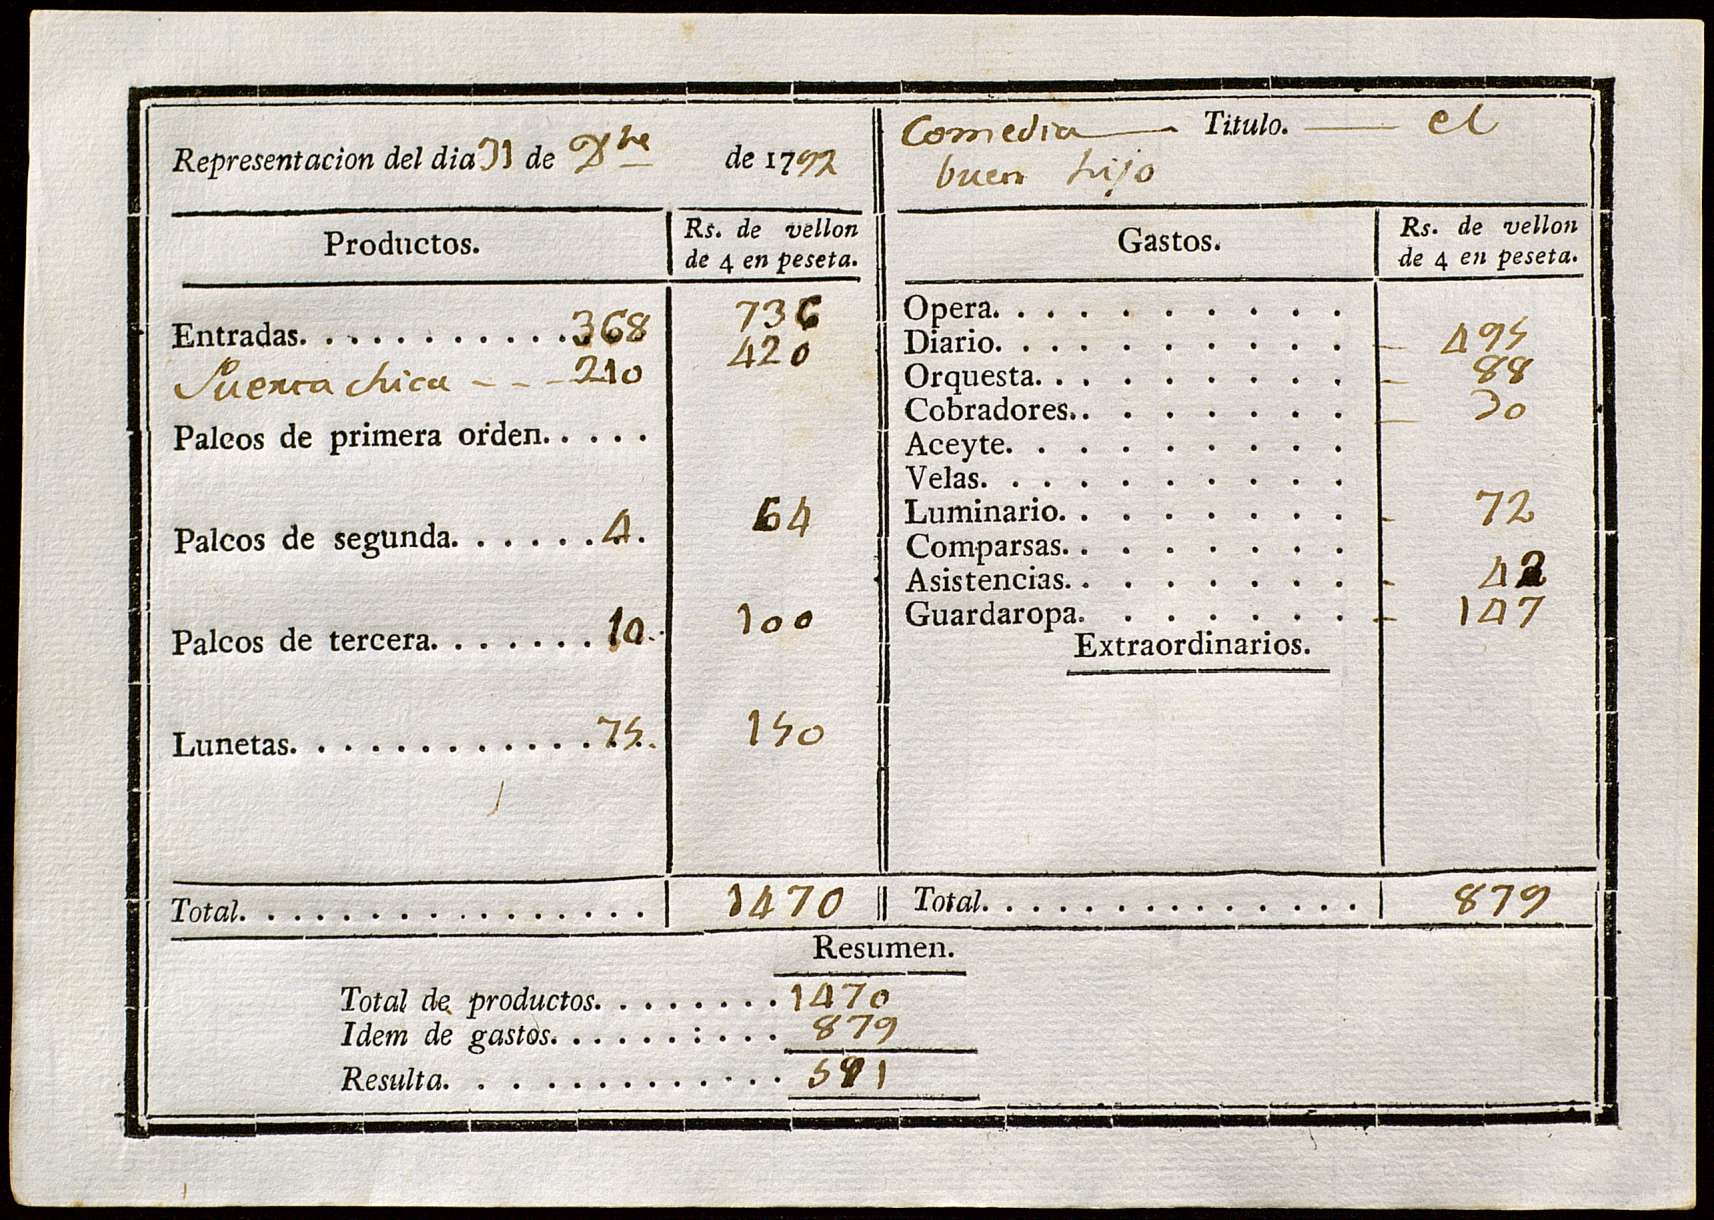 Representacion del dia 31 de Xbre de 1792
Comedia Titulo. el
buen hijo
Productos. Rs. de vellon
de 4 en peseta.
Entradas. 368 736
Puerta chica 210 420
Palcos de primera orden.
Palcos de segunda. 4. 64
Palcos de tercera. 10. 100
Lunetas. 75. 150
Total. 1470
Gastos. Rs. de vellon
de 4 en peseta.
Opera.
Diario. 495
Orquesta. 88
Cobradores. 30
Aceyte.
Velas.
Luminario. 72
Comparsas.
Asistencias. 42
Guardaropa. 147
Extraordinarios.
Total. 879
Resumen.
Total de productos. 1470
Idem de gastos. 879
Resulta. 591